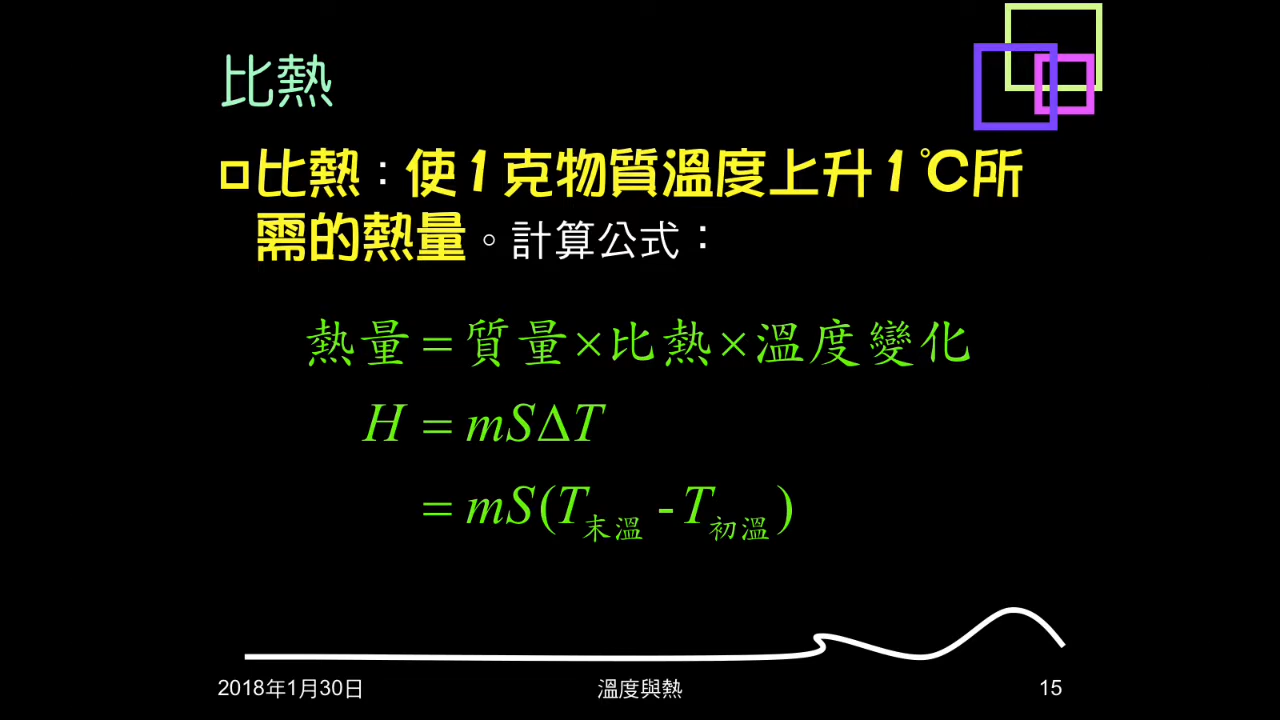 比熱
比熱：使1克物質溫度上升1℃所
需的熱量。計算公式：
熱量＝質量×比熱×溫度變化
H = mSΔT
= mS(T末溫 - T初溫)
2018年1月30日 溫度與熱 15